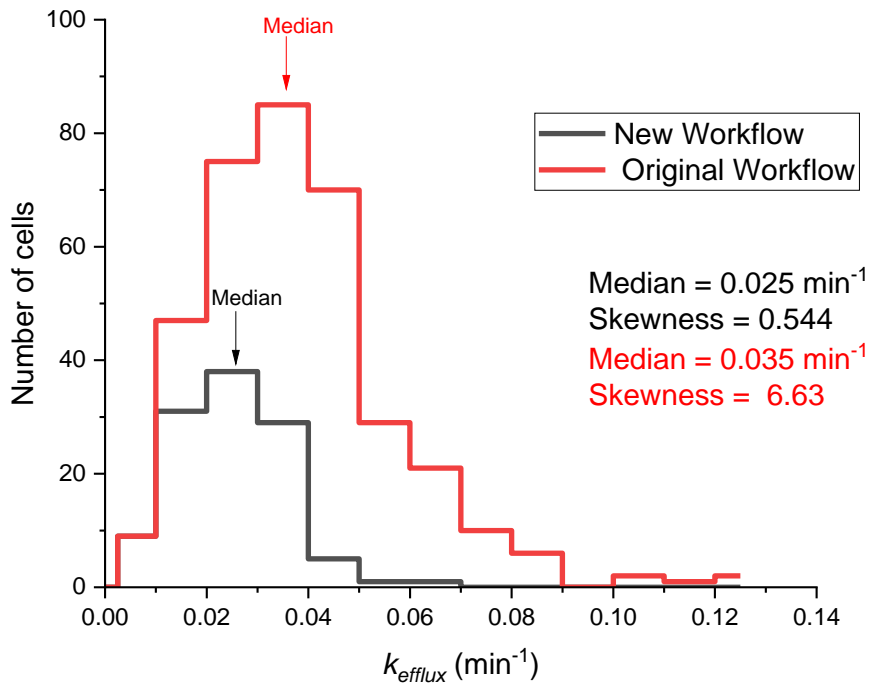 Median
100
80
60
40
20
0
Number of cells
Median
New Workflow
Original Workflow
Median = 0.025 min⁻¹
Skewness = 0.544
Median = 0.035 min⁻¹
Skewness =  6.63
0.00 0.02 0.04 0.06 0.08 0.10 0.12 0.14
k_efflux (min⁻¹)